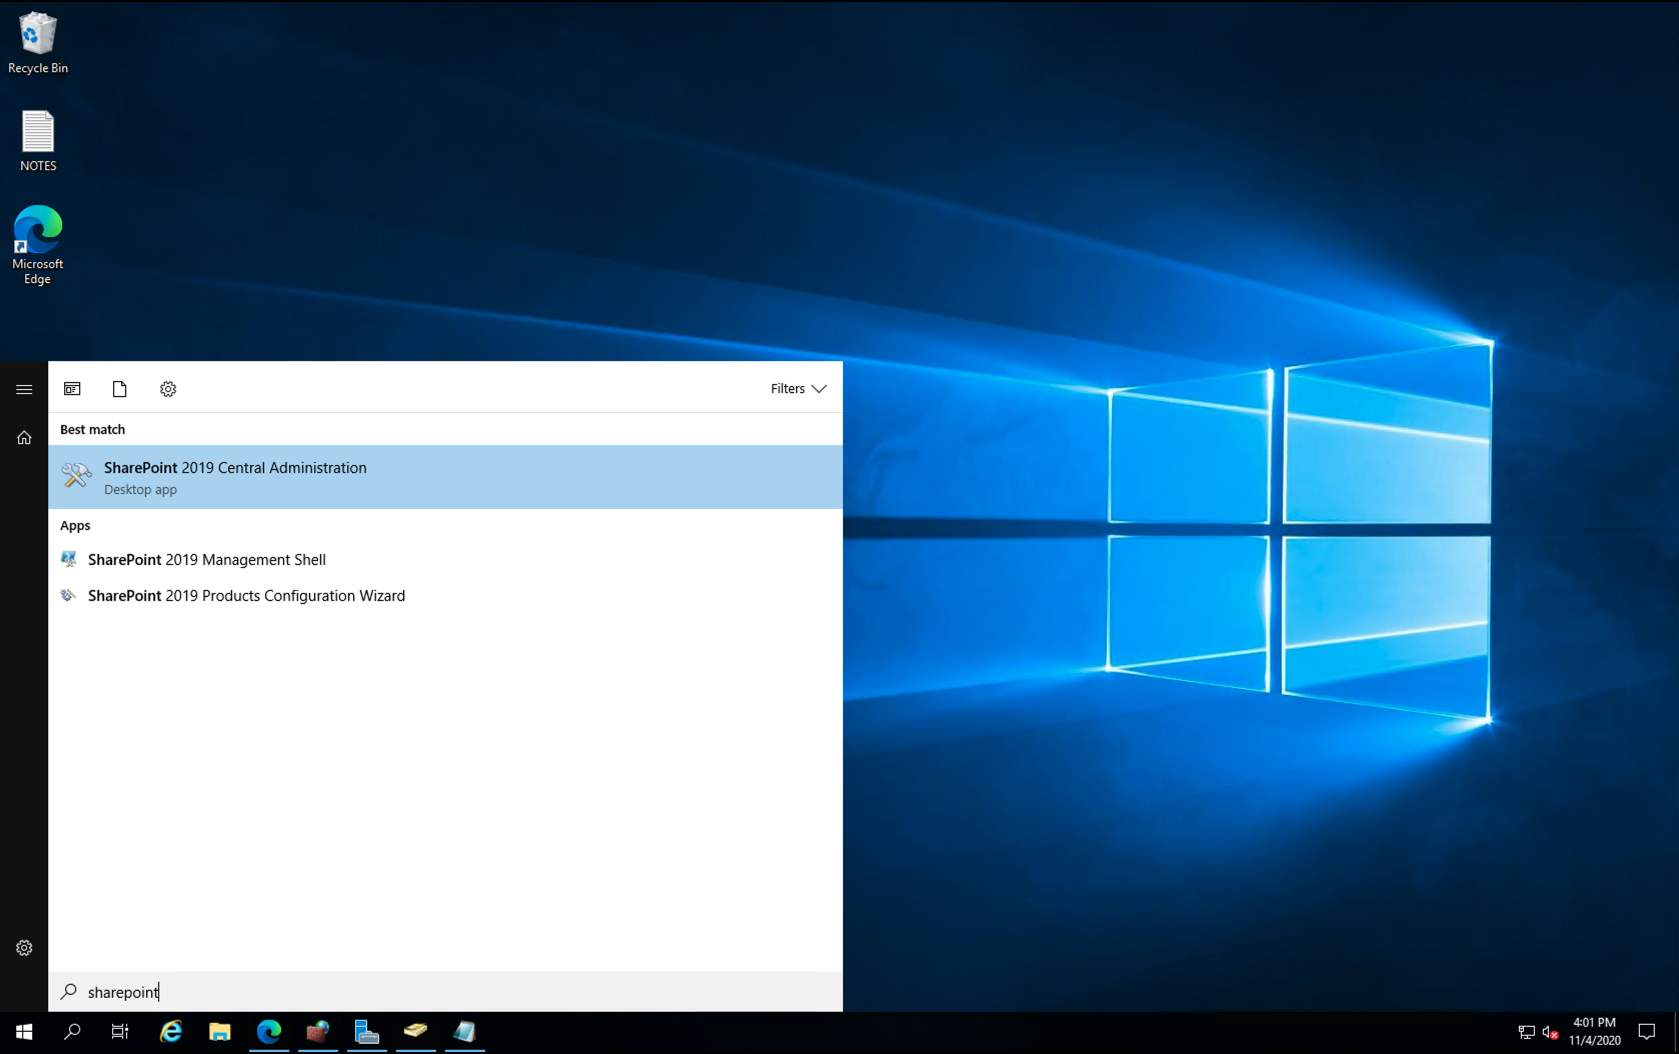 Recycle Bin
NOTES
Microsoft
Edge
Filters
Best match
SharePoint 2019 Central Administration
Desktop app
Apps
SharePoint 2019 Management Shell
SharePoint 2019 Products Configuration Wizard
sharepoint
4:01 PM
11/4/2020